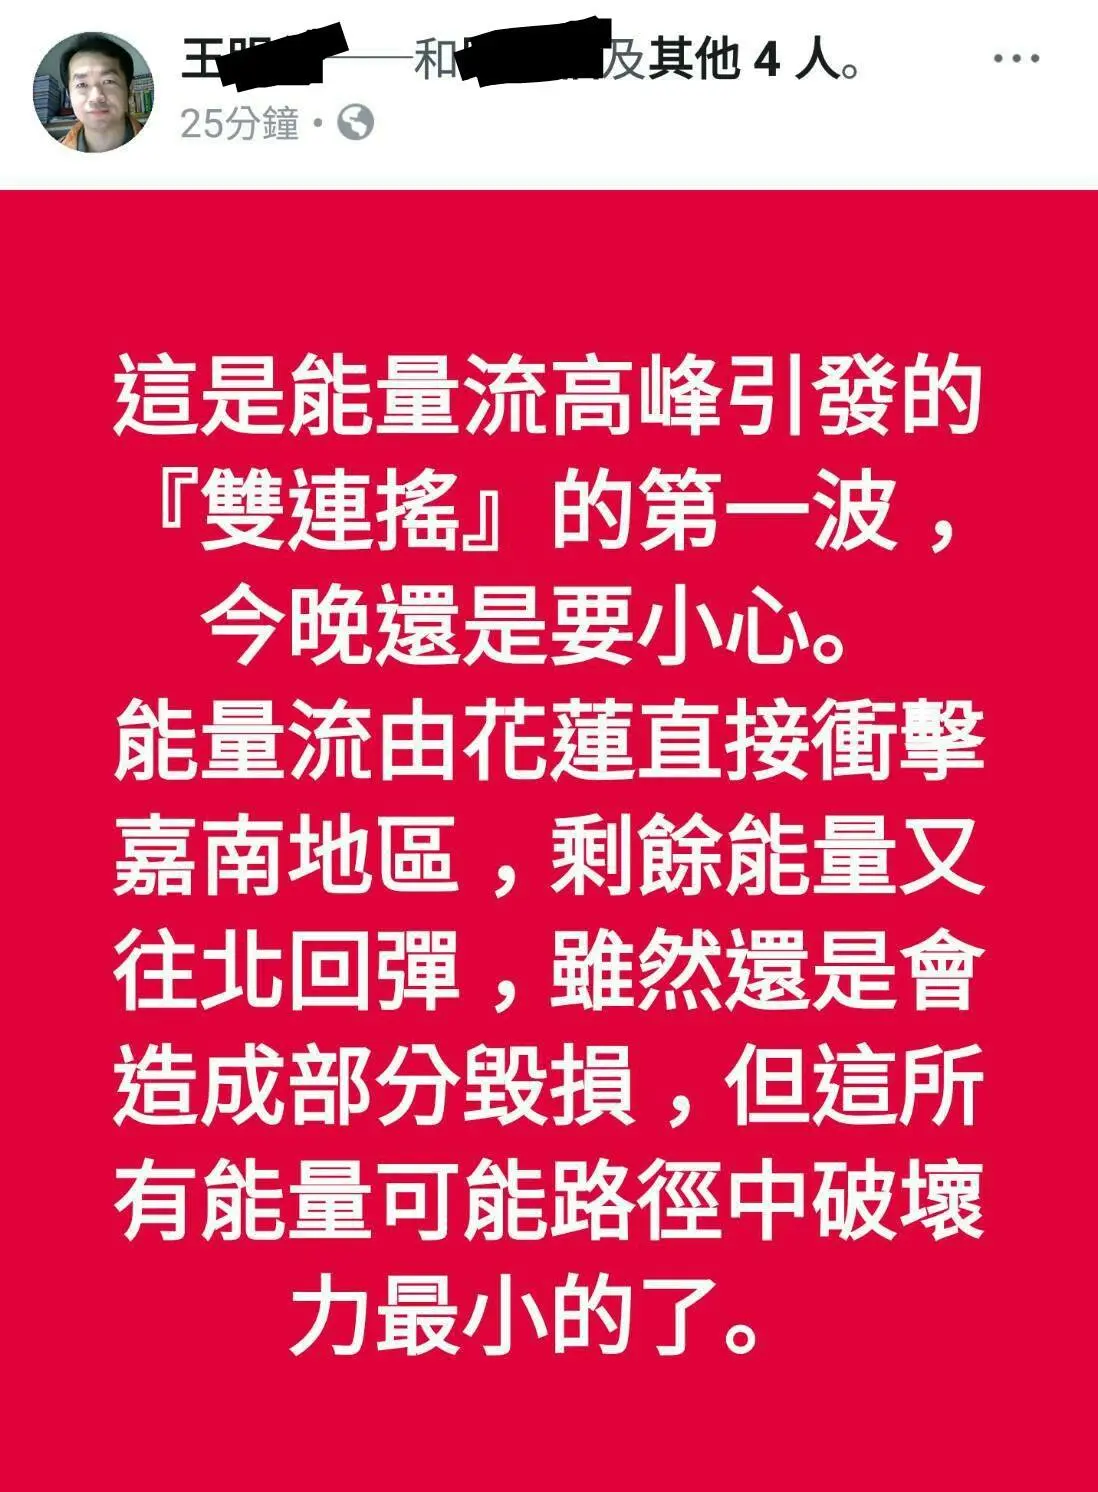 王 和 及其他 4 人。
25分鐘 ·
這是能量流高峰引發的
『雙連搖』的第一波，
今晚還是要小心。
能量流由花蓮直接衝擊
嘉南地區，剩餘能量又
往北回彈，雖然還是會
造成部分毀損，但這所
有能量可能路徑中破壞
力最小的了。